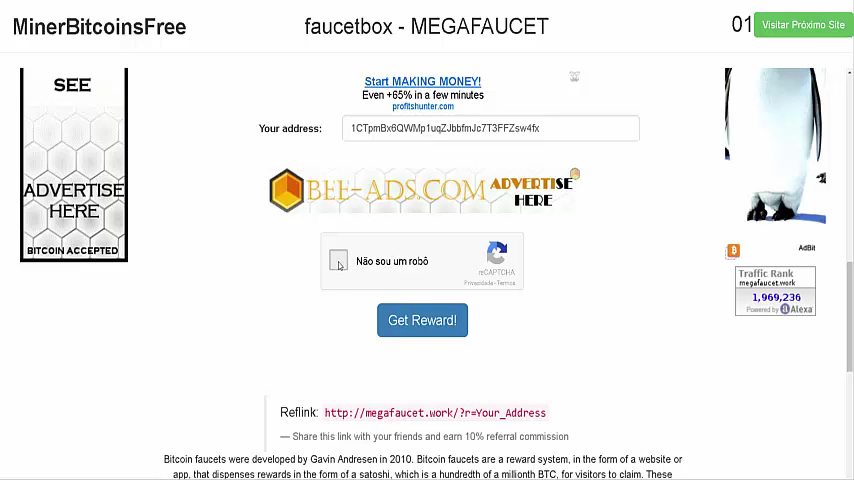 MinerBitcoinsFree
faucetbox - MEGAFAUCET
01
Visitar Próximo Site
SEE
ADVERTISE
HERE
BITCOIN ACCEPTED
Start MAKING MONEY!
Even +65% in a few minutes
profitshunter.com
Your address:
1CTpmBx6QWMp1uqZJbbfmJc7T3FFZsw4fx
BEE-ADS.COM
ADVERTISE
HERE
Não sou um robô
reCAPTCHA
Privacidade - Termos
Get Reward!
AdBit
Traffic Rank
megafaucet.work/
1,969,236
Powered by Alexa
Reflink: http://megafaucet.work/?r=Your_Address
— Share this link with your friends and earn 10% referral commission
Bitcoin faucets were developed by Gavin Andresen in 2010. Bitcoin faucets are a reward system, in the form of a website or
app, that dispenses rewards in the form of a satoshi, which is a hundredth of a millionth BTC, for visitors to claim. These